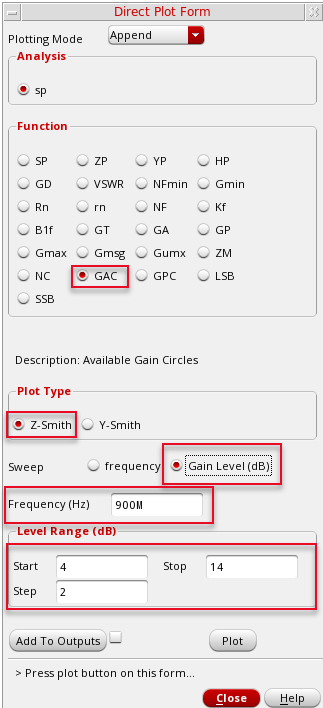 Direct Plot Form
Plotting Mode Append
Analysis
sp
Function
SP ZP YP HP
GD VSWR NFmin Gmin
Rn rn NF Kf
B1f GT GA GP
Gmax Gmsg Gumx ZM
NC GAC GPC LSB
SSB
Description: Available Gain Circles
Plot Type
Z-Smith Y-Smith
Sweep frequency Gain Level (dB)
Frequency (Hz) 900M
Level Range (dB)
Start 4 Stop 14
Step 2
Add To Outputs Plot
> Press plot button on this form...
Close Help